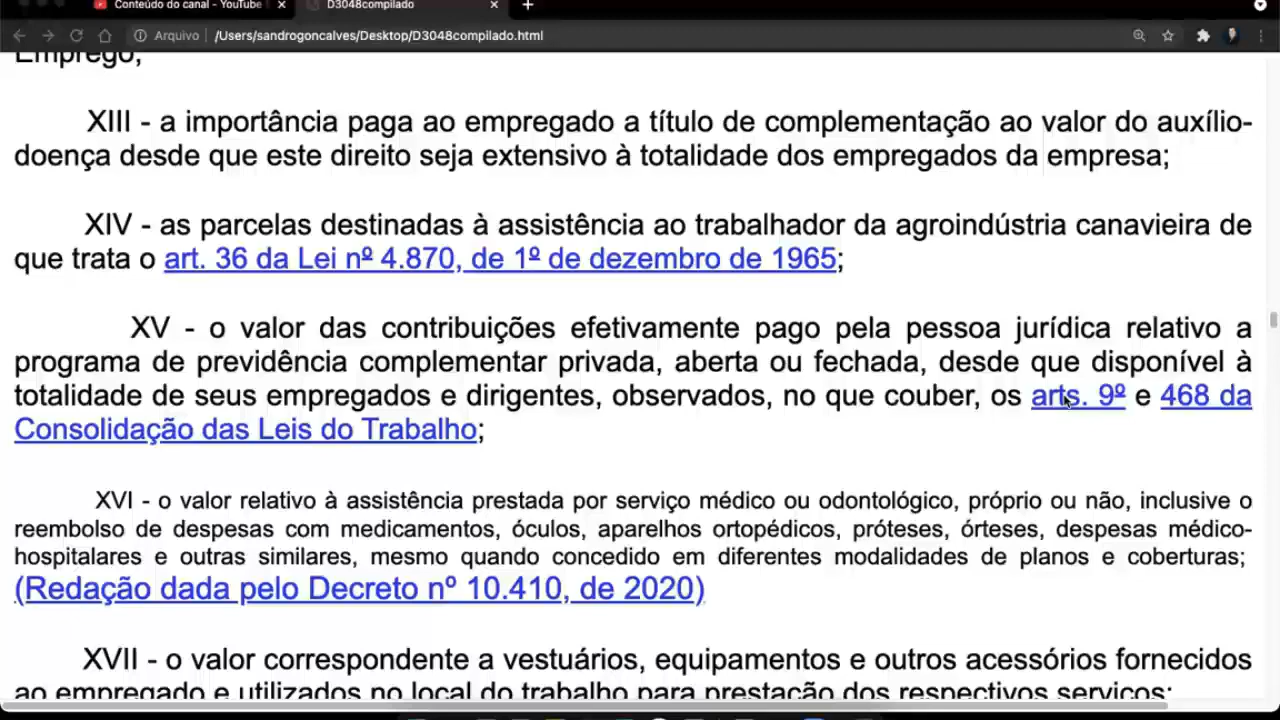 Conteúdo do canal - YouTube
D3048compilado
Arquivo /Users/sandrogoncalves/Desktop/D3048compilado.html
Emprego;
XIII - a importância paga ao empregado a título de complementação ao valor do auxílio-
doença desde que este direito seja extensivo à totalidade dos empregados da empresa;
XIV - as parcelas destinadas à assistência ao trabalhador da agroindústria canavieira de
que trata o art. 36 da Lei nº 4.870, de 1º de dezembro de 1965;
XV - o valor das contribuições efetivamente pago pela pessoa jurídica relativo a
programa de previdência complementar privada, aberta ou fechada, desde que disponível à
totalidade de seus empregados e dirigentes, observados, no que couber, os arts. 9º e 468 da
Consolidação das Leis do Trabalho;
XVI - o valor relativo à assistência prestada por serviço médico ou odontológico, próprio ou não, inclusive o
reembolso de despesas com medicamentos, óculos, aparelhos ortopédicos, próteses, órteses, despesas médico-
hospitalares e outras similares, mesmo quando concedido em diferentes modalidades de planos e coberturas;
(Redação dada pelo Decreto nº 10.410, de 2020)
XVII - o valor correspondente a vestuários, equipamentos e outros acessórios fornecidos
ao empregado e utilizados no local do trabalho para prestação dos respectivos serviços;